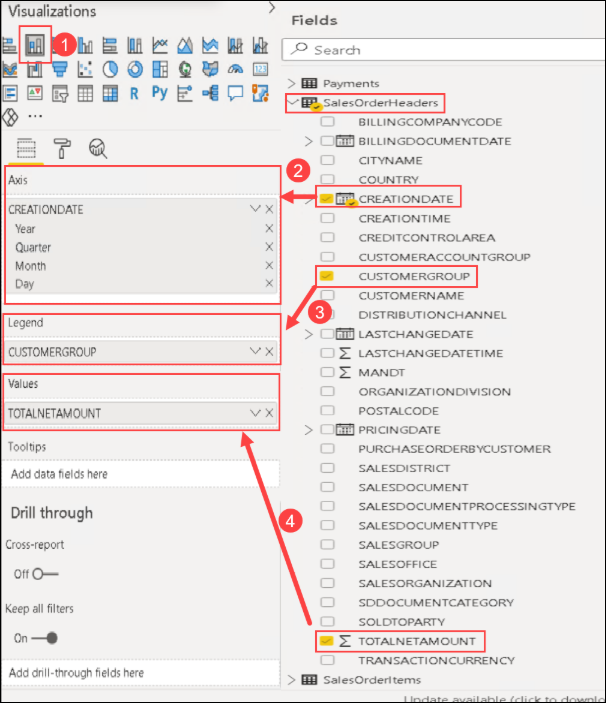 Visualizations
1
R
Py
Axis
CREATIONDATE
Year
Quarter
Month
Day
Legend
CUSTOMERGROUP
Values
TOTALNETAMOUNT
Tooltips
Add data fields here
Drill through
Cross-report
Off
Keep all filters
On
Add drill-through fields here
Fields
Search
Payments
SalesOrderHeaders
BILLINGCOMPANYCODE
BILLINGDOCUMENTDATE
CITYNAME
COUNTRY
2
CREATIONDATE
CREATIONTIME
CREDITCONTROLAREA
CUSTOMERACCOUNTGROUP
CUSTOMERGROUP
CUSTOMERNAME
3
DISTRIBUTIONCHANNEL
LASTCHANGEDATE
Σ LASTCHANGEDATETIME
Σ MANDT
ORGANIZATIONDIVISION
POSTALCODE
PRICINGDATE
PURCHASEORDERBYCUSTOMER
SALESDISTRICT
SALESDOCUMENT
SALESDOCUMENTPROCESSINGTYPE
4
SALESDOCUMENTTYPE
SALESGROUP
SALESOFFICE
SALESORGANIZATION
SDDOCUMENTCATEGORY
SOLDTOPARTY
Σ TOTALNETAMOUNT
TRANSACTIONCURRENCY
SalesOrderItems
Update available (click to downlo